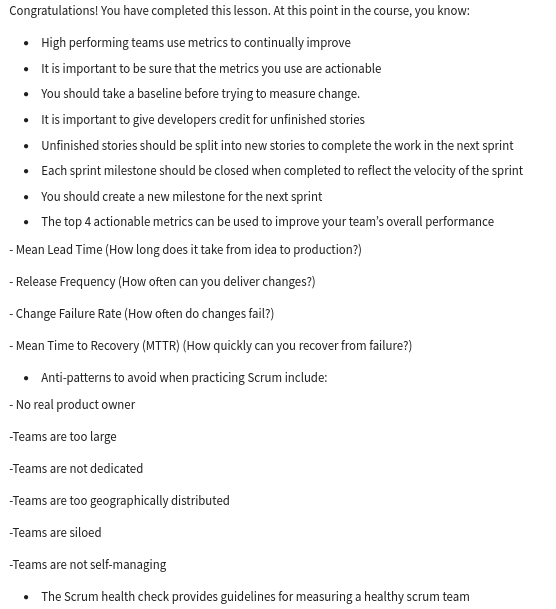 Congratulations! You have completed this lesson. At this point in the course, you know:
• High performing teams use metrics to continually improve
• It is important to be sure that the metrics you use are actionable
• You should take a baseline before trying to measure change.
• It is important to give developers credit for unfinished stories
• Unfinished stories should be split into new stories to complete the work in the next sprint
• Each sprint milestone should be closed when completed to reflect the velocity of the sprint
• You should create a new milestone for the next sprint
• The top 4 actionable metrics can be used to improve your team’s overall performance
- Mean Lead Time (How long does it take from idea to production?)
- Release Frequency (How often can you deliver changes?)
- Change Failure Rate (How often do changes fail?)
- Mean Time to Recovery (MTTR) (How quickly can you recover from failure?)
• Anti-patterns to avoid when practicing Scrum include:
- No real product owner
-Teams are too large
-Teams are not dedicated
-Teams are too geographically distributed
-Teams are siloed
-Teams are not self-managing
• The Scrum health check provides guidelines for measuring a healthy scrum team